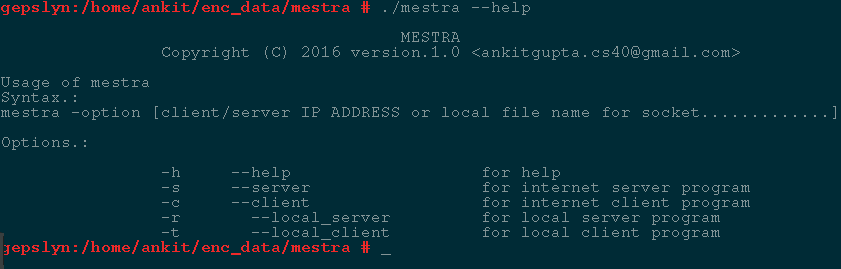 gepslyn:/home/ankit/enc_data/mestra # ./mestra --help
MESTRA
Copyright (C) 2016 version.1.0 <ankitgupta.cs40@gmail.com>
Usage of mestra
Syntax.:
mestra -option [client/server IP ADDRESS or local file name for socket.............]
Options.:
-h --help for help
-s --server for internet server program
-c --client for internet client program
-r --local_server for local server program
-t --local_client for local client program
gepslyn:/home/ankit/enc_data/mestra # _